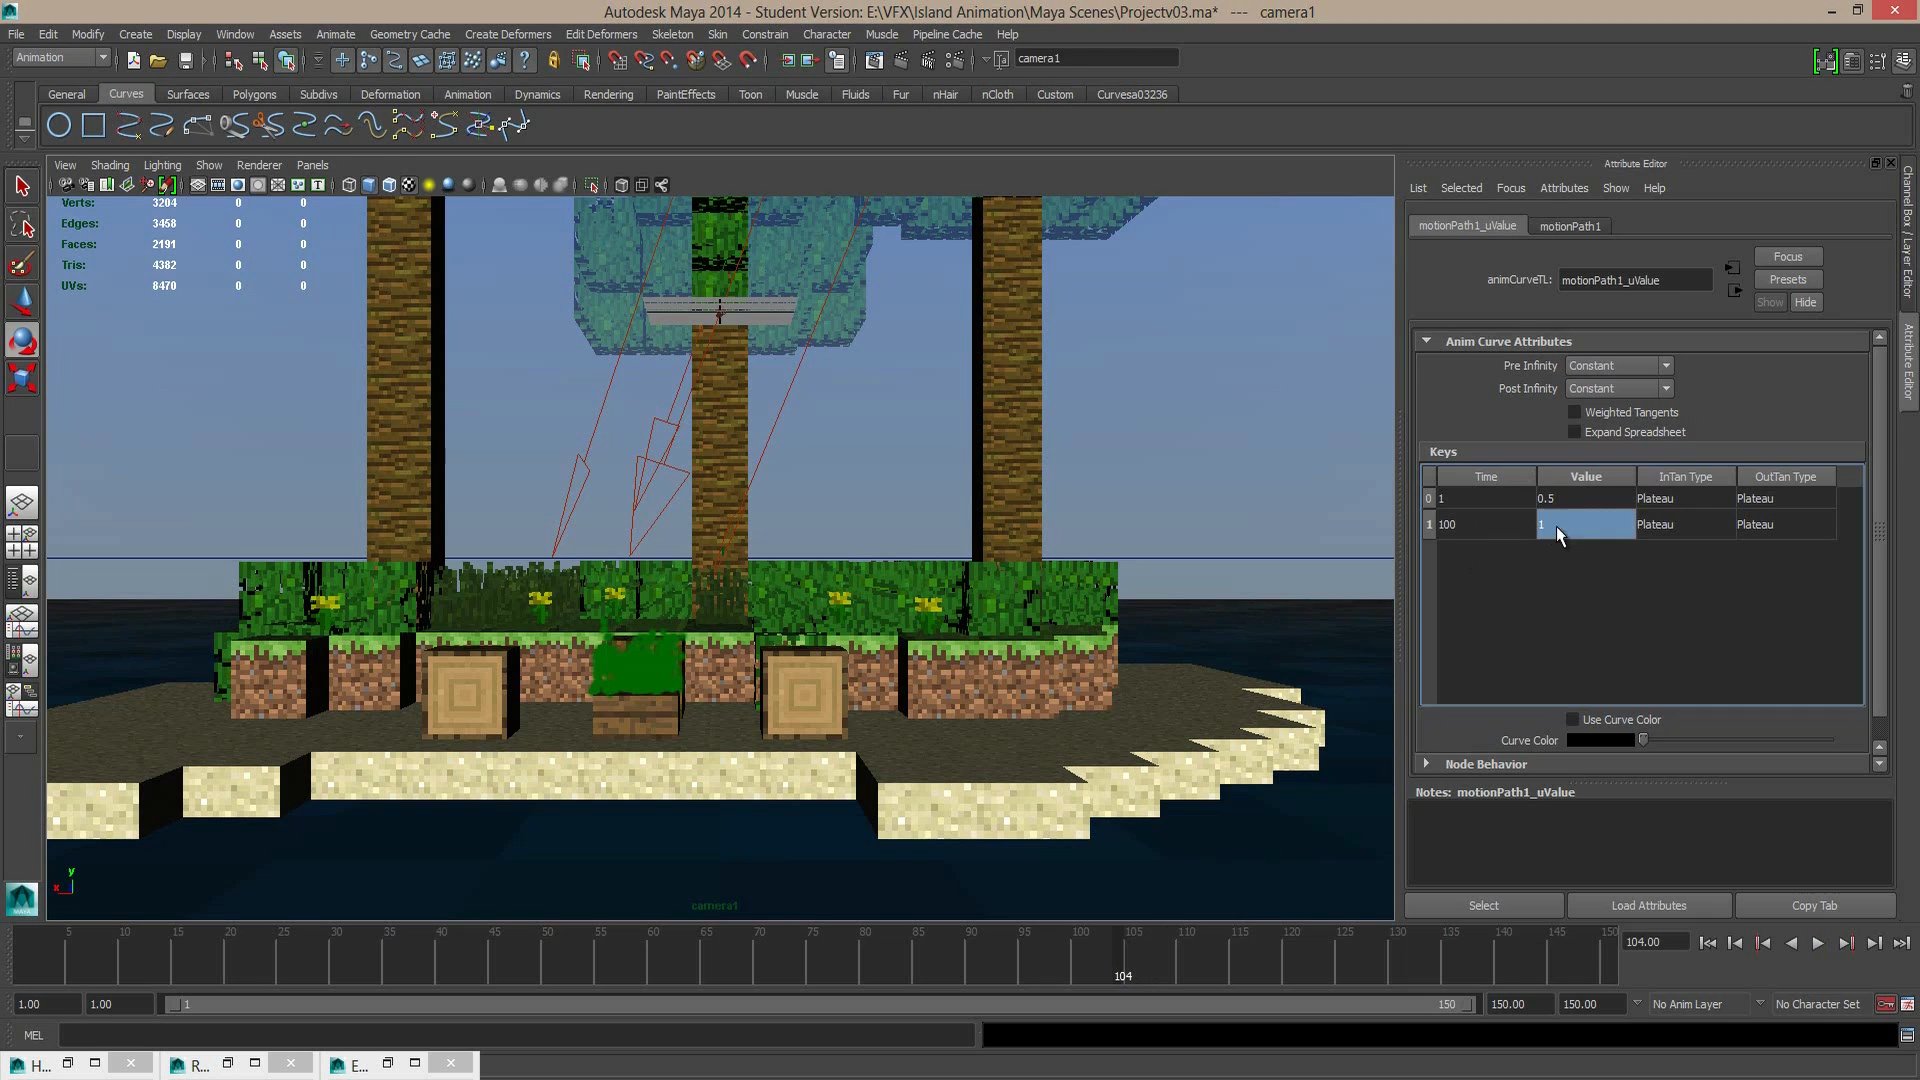 Autodesk Maya 2014 - Student Version: E:\VFX\Island Animation\Maya Scenes\Projectv03.ma* --- camera1
File Edit Modify Create Display Window Assets Animate Geometry Cache Create Deformers Edit Deformers Skeleton Skin Constrain Character Muscle Pipeline Cache Help
Animation camera1
General Curves Surfaces Polygons Subdivs Deformation Animation Dynamics Rendering PaintEffects Toon Muscle Fluids Fur nHair nCloth Custom Curvesa03236
View Shading Lighting Show Renderer Panels
Verts: 3204 0 0
Edges: 3458 0 0
Faces: 2191 0 0
Tris: 4382 0 0
UVs: 8470 0 0
y
x
camera1
Attribute Editor
List Selected Focus Attributes Show Help
motionPath1_uValue motionPath1
Focus
animCurveTL: motionPath1_uValue Presets
Show Hide
Anim Curve Attributes
Pre Infinity Constant
Post Infinity Constant
Weighted Tangents
Expand Spreadsheet
Keys
Time Value InTan Type OutTan Type
0 1 0.5 Plateau Plateau
1 100 1 Plateau Plateau
Use Curve Color
Curve Color
Node Behavior
Notes: motionPath1_uValue
Select Load Attributes Copy Tab
Channel Box / Layer Editor
Attribute Editor
5 10 15 20 25 30 35 40 45 50 55 60 65 70 75 80 85 90 95 100 105 110 115 120 125 130 135 140 145 150
104
104.00
1.00 1.00 1 150 150.00 150.00 No Anim Layer No Character Set
MEL
H... R... E...